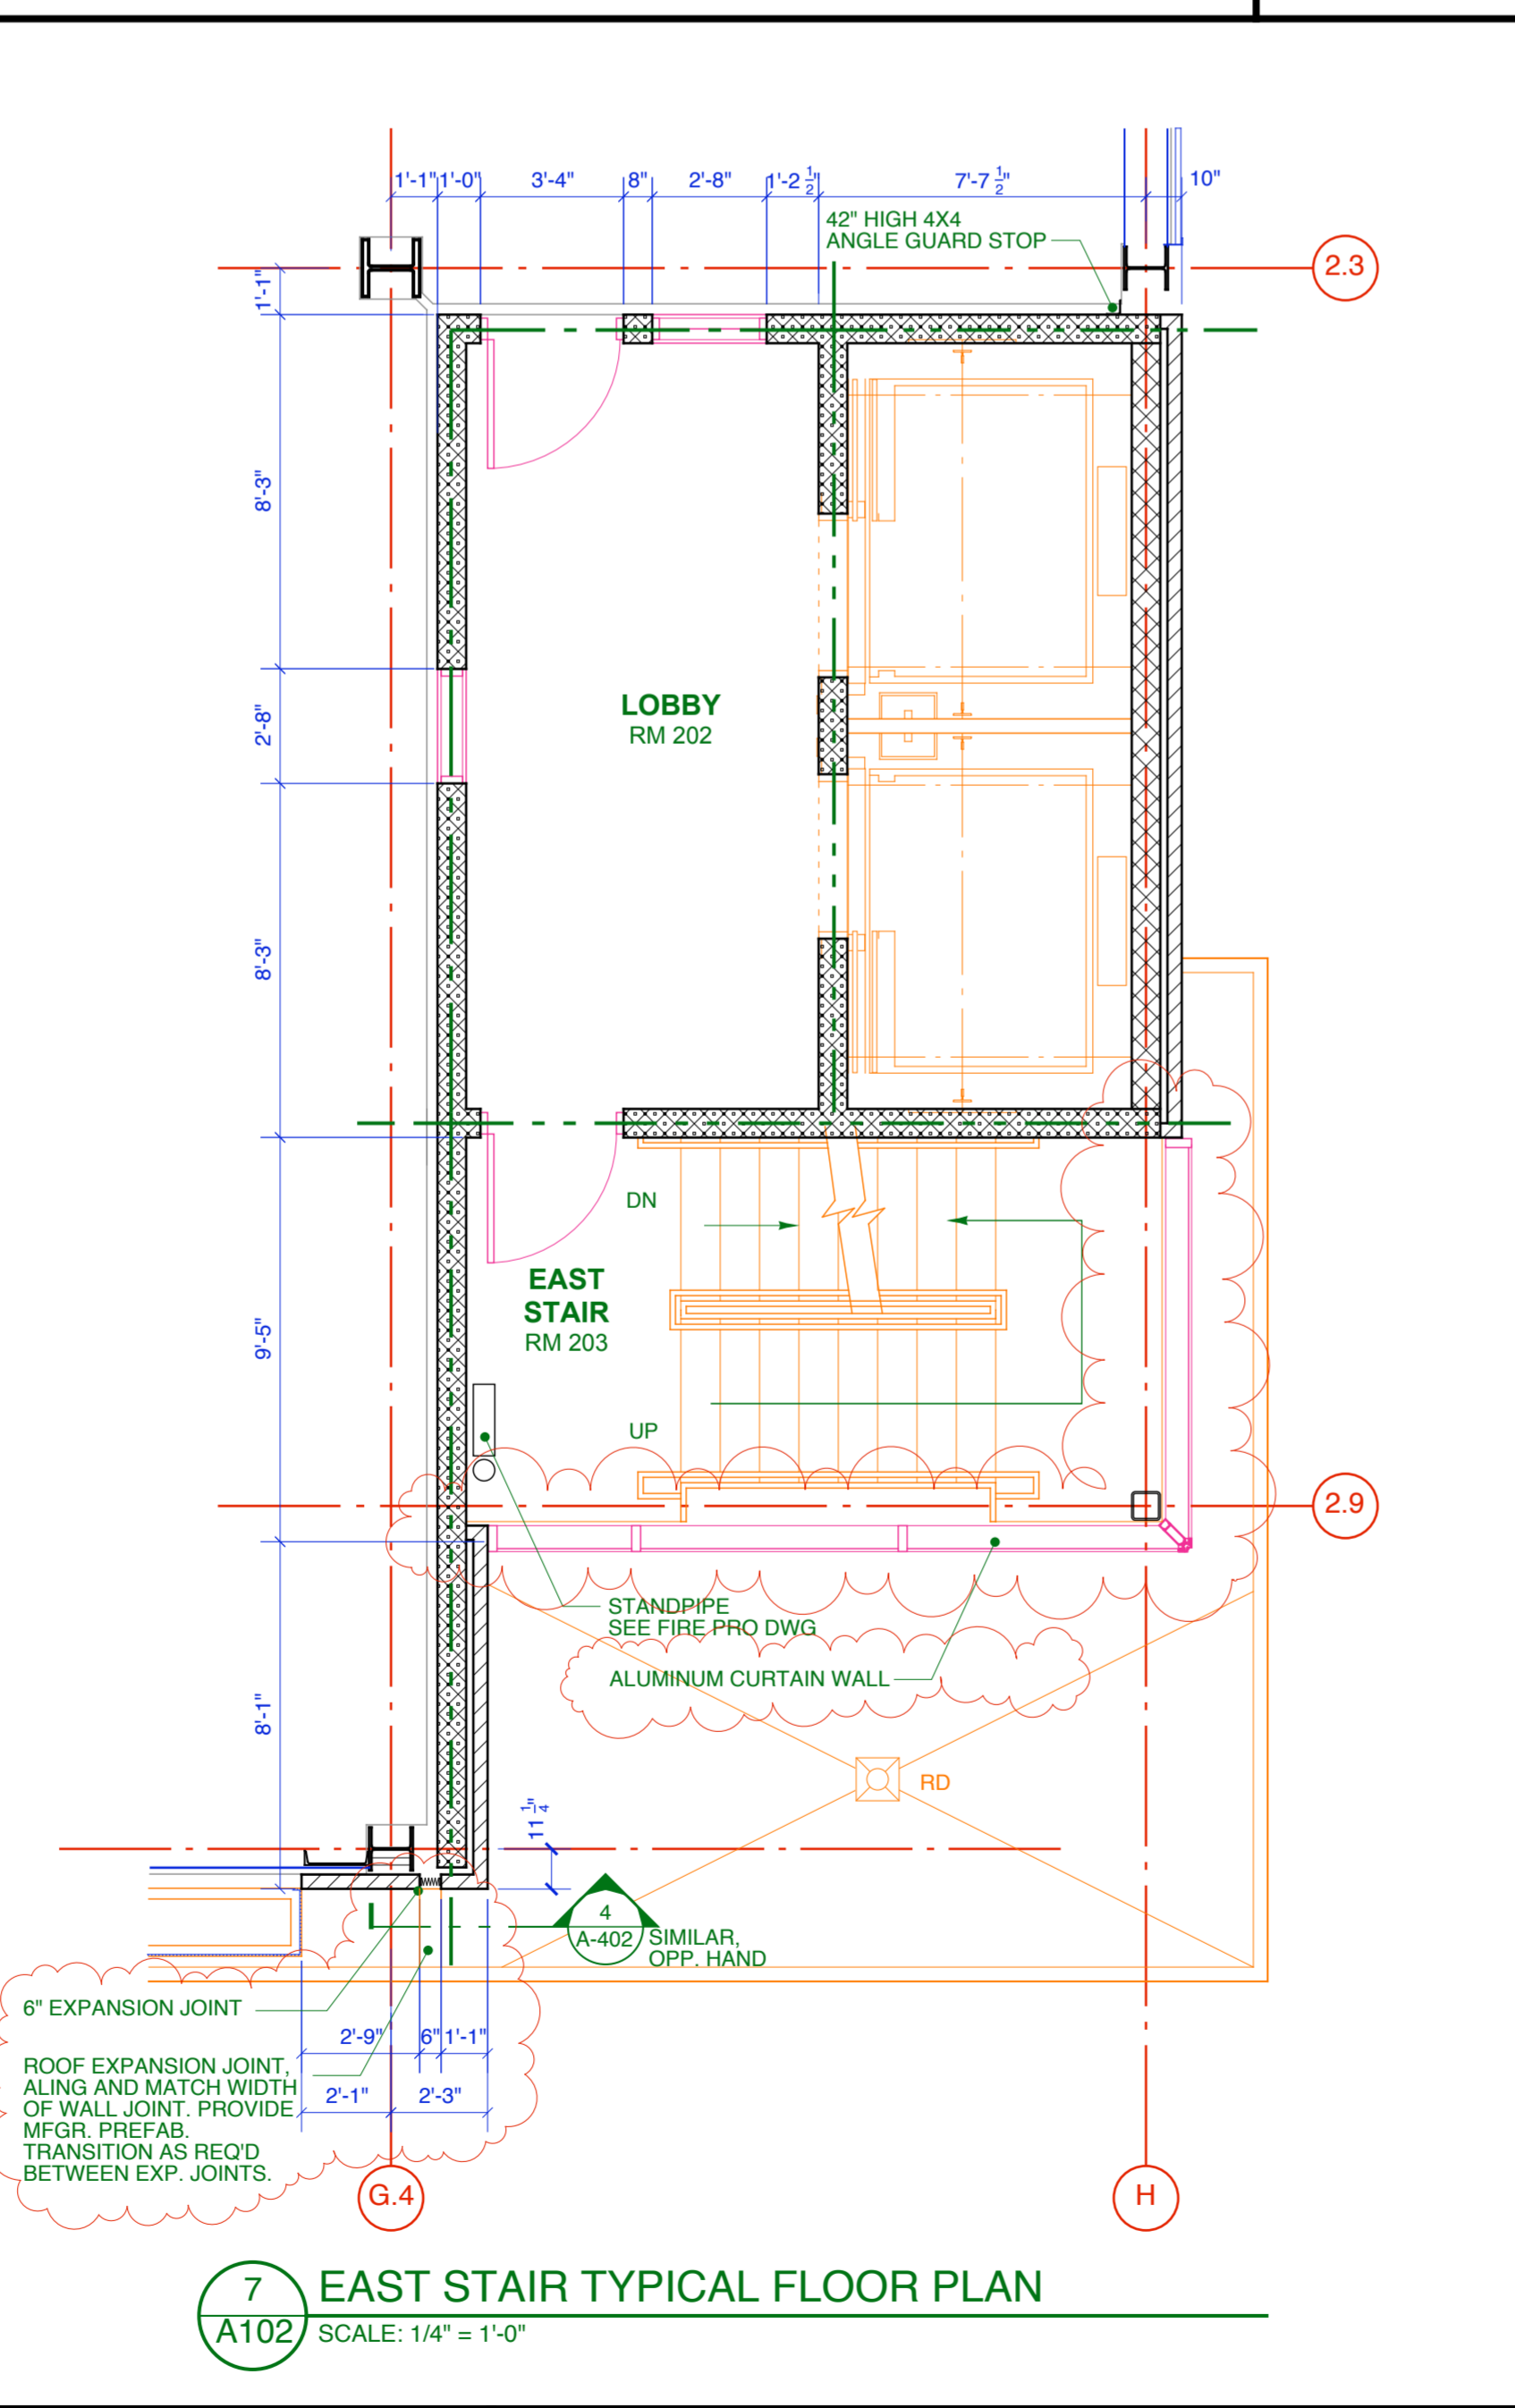 1'-1" 1'-0" 3'-4" 8" 2'-8" 1'-2 1/2" 7'-7 1/2" 10"
42" HIGH 4X4
ANGLE GUARD STOP
2.3
1'-1"
8'-3"
LOBBY
RM 202
2'-8"
8'-3"
DN
EAST
STAIR
RM 203
9'-5"
UP
2.9
STANDPIPE
SEE FIRE PRO DWG
ALUMINUM CURTAIN WALL
8'-1"
RD
11 1/4"
4
A-402
SIMILAR,
OPP. HAND
6" EXPANSION JOINT
2'-9" 6" 1'-1"
ROOF EXPANSION JOINT,
ALING AND MATCH WIDTH
OF WALL JOINT. PROVIDE
MFGR. PREFAB.
TRANSITION AS REQ'D
BETWEEN EXP. JOINTS.
2'-1" 2'-3"
G.4
H
7
A102
EAST STAIR TYPICAL FLOOR PLAN
SCALE: 1/4" = 1'-0"